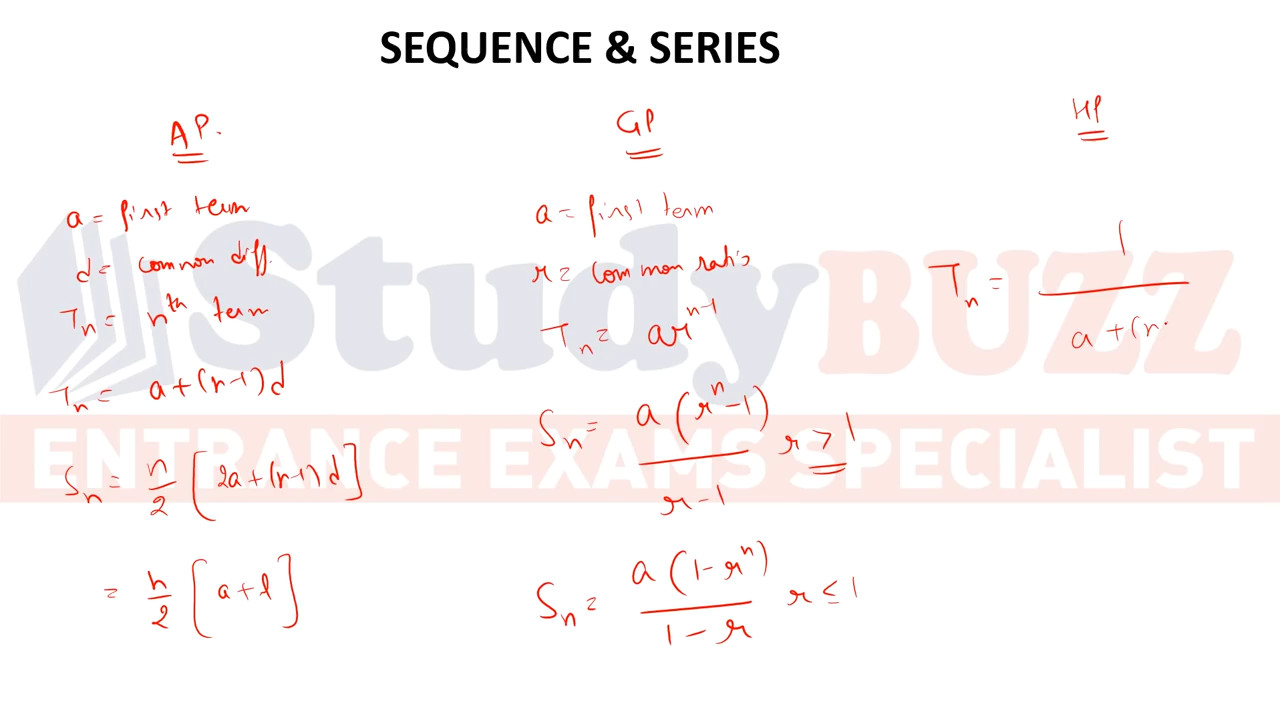 SEQUENCE & SERIES
AP.
a = first term
d = common diff.
Tn = nth term
Tn = a+(n-1)d
Sn = n/2 [2a+(n-1)d]
= n/2 [a+l]
GP
a = first term
r = common ratio
Tn = ar^n-1
Sn = a(r^n-1) r > 1
r-1
Sn = a(1-r^n) r ≤ 1
1-r
HP
1
Tn =
a+(n-
StudyBUZZ
ENTRANCE EXAMS SPECIALIST